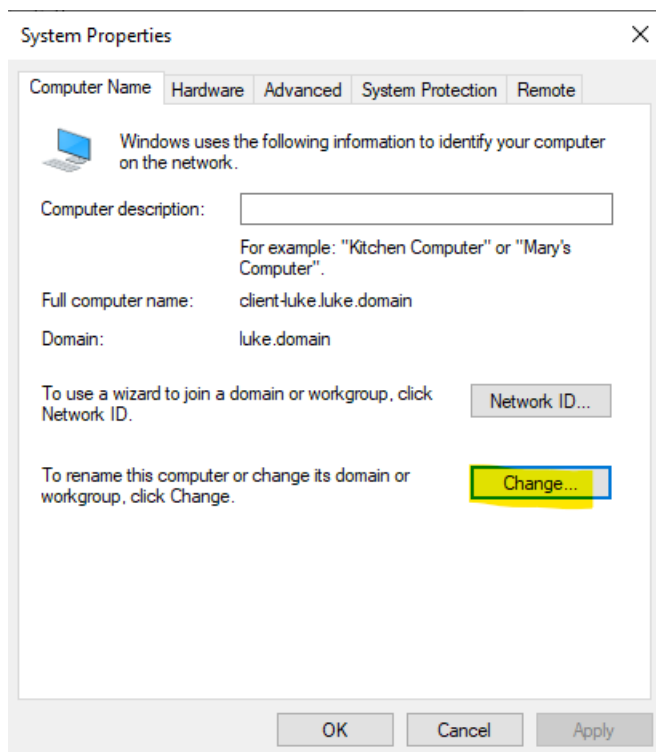 System Properties
Computer Name Hardware Advanced System Protection Remote
Windows uses the following information to identify your computer
on the network.
Computer description:
For example: "Kitchen Computer" or "Mary's
Computer".
Full computer name: client-luke.luke.domain
Domain: luke.domain
To use a wizard to join a domain or workgroup, click
Network ID.
Network ID...
To rename this computer or change its domain or
workgroup, click Change.
Change...
OK Cancel Apply